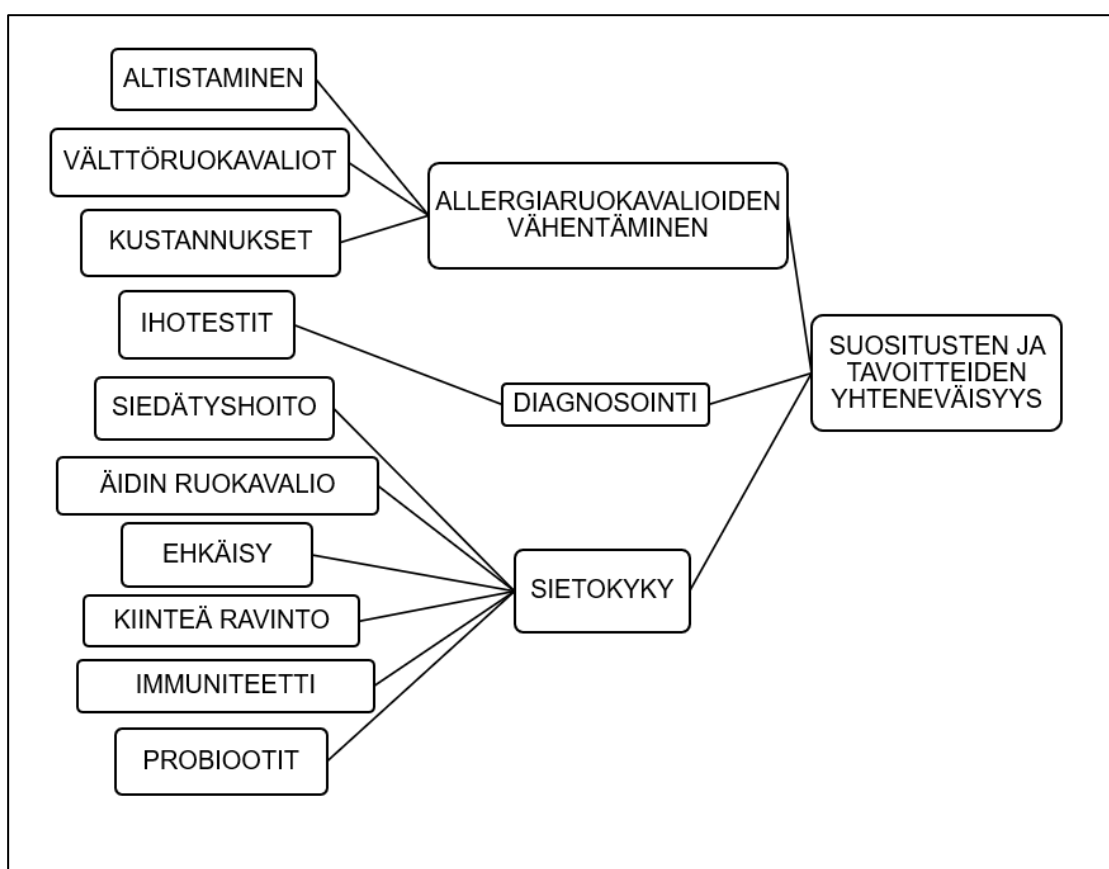 ALTISTAMINEN
VÄLTTÖRUOKAVALIOT
KUSTANNUKSET
IHOTESTIT
SIEDÄTYSHOITO
ÄIDIN RUOKAVALIO
EHKÄISY
KIINTEÄ RAVINTO
IMMUNITEETTI
PROBIOOTIT
ALLERGIARUOKAVALIOIDEN
VÄHENTÄMINEN
DIAGNOSOINTI
SIETOKYKY
SUOSITUSTEN JA
TAVOITTEIDEN
YHTENEVÄISYYS